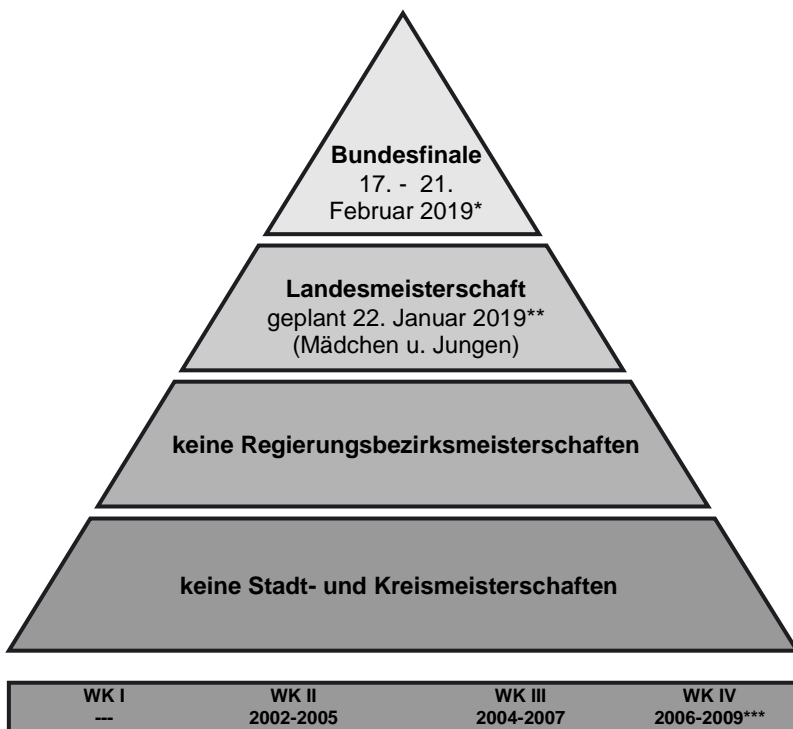 Bundesfinale
17. - 21.
Februar 2019*
Landesmeisterschaft
geplant 22. Januar 2019**
(Mädchen u. Jungen)
keine Regierungsbezirksmeisterschaften
keine Stadt- und Kreismeisterschaften
WK I WK II WK III WK IV
--- 2002-2005 2004-2007 2006-2009***